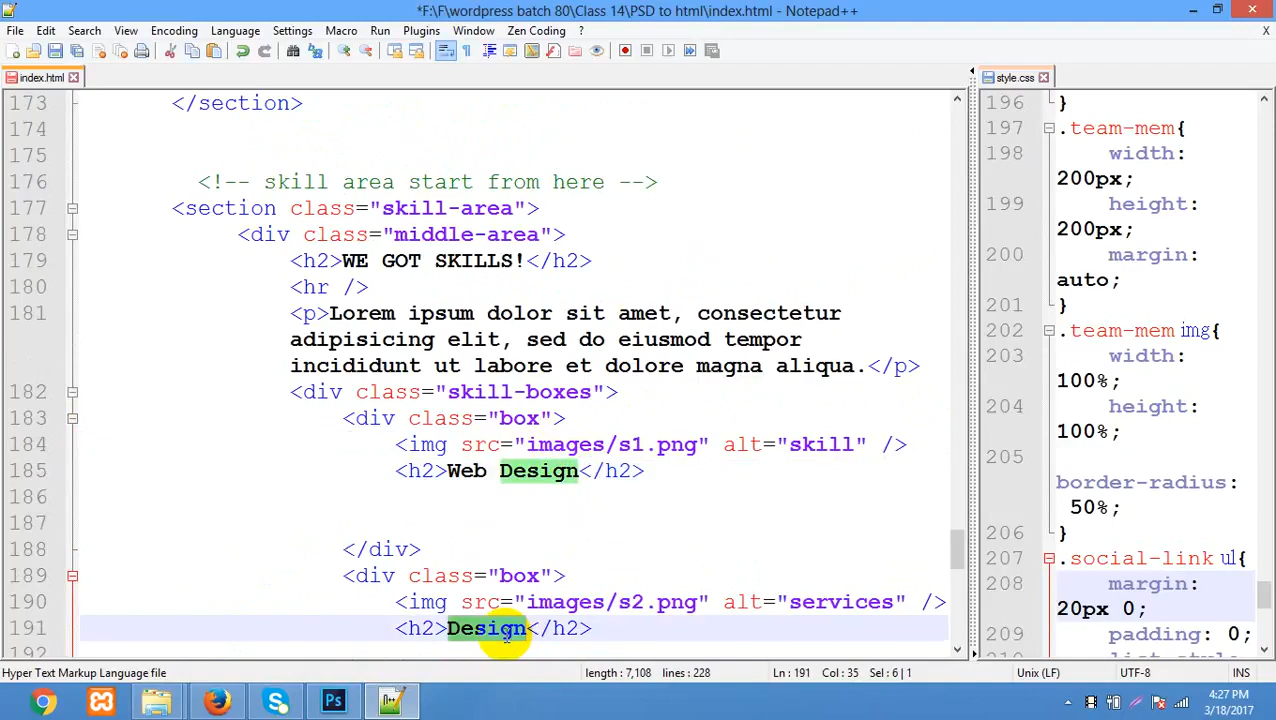 *F:\F\wordpress batch 80\Class 14\PSD to html\index.html - Notepad++
File Edit Search View Encoding Language Settings Macro Run Plugins Window Zen Coding ? X
index.html
173 </section>
174
175
176 <!-- skill area start from here -->
177 <section class="skill-area">
178 <div class="middle-area">
179 <h2>WE GOT SKILLS!</h2>
180 <hr />
181 <p>Lorem ipsum dolor sit amet, consectetur
adipisicing elit, sed do eiusmod tempor
incididunt ut labore et dolore magna aliqua.</p>
182 <div class="skill-boxes">
183 <div class="box">
184 <img src="images/s1.png" alt="skill" />
185 <h2>Web Design</h2>
186
187
188 </div>
189 <div class="box">
190 <img src="images/s2.png" alt="services" />
191 <h2>Design</h2>
192
style.css
196 }
197 .team-mem{
198 width:
200px;
199 height:
200px;
200 margin:
auto;
201 }
202 .team-mem img{
203 width:
100%;
204 height:
100%;
205
border-radius:
50%;
206 }
207 .social-link ul{
208 margin:
20px 0;
209 padding: 0;
210 list-style
Hyper Text Markup Language file length : 7,108 lines : 228 Ln : 191 Col : 35 Sel : 6 | 1 Unix (LF) UTF-8 INS
Ps
4:27 PM
3/18/2017